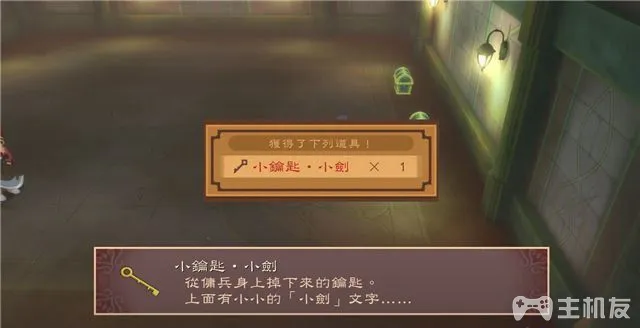 獲得了下列道具！
小鑰匙·小劍 × 1
小鑰匙·小劍
從傭兵身上掉下來的鑰匙。
上面有小小的「小劍」文字……
主机友